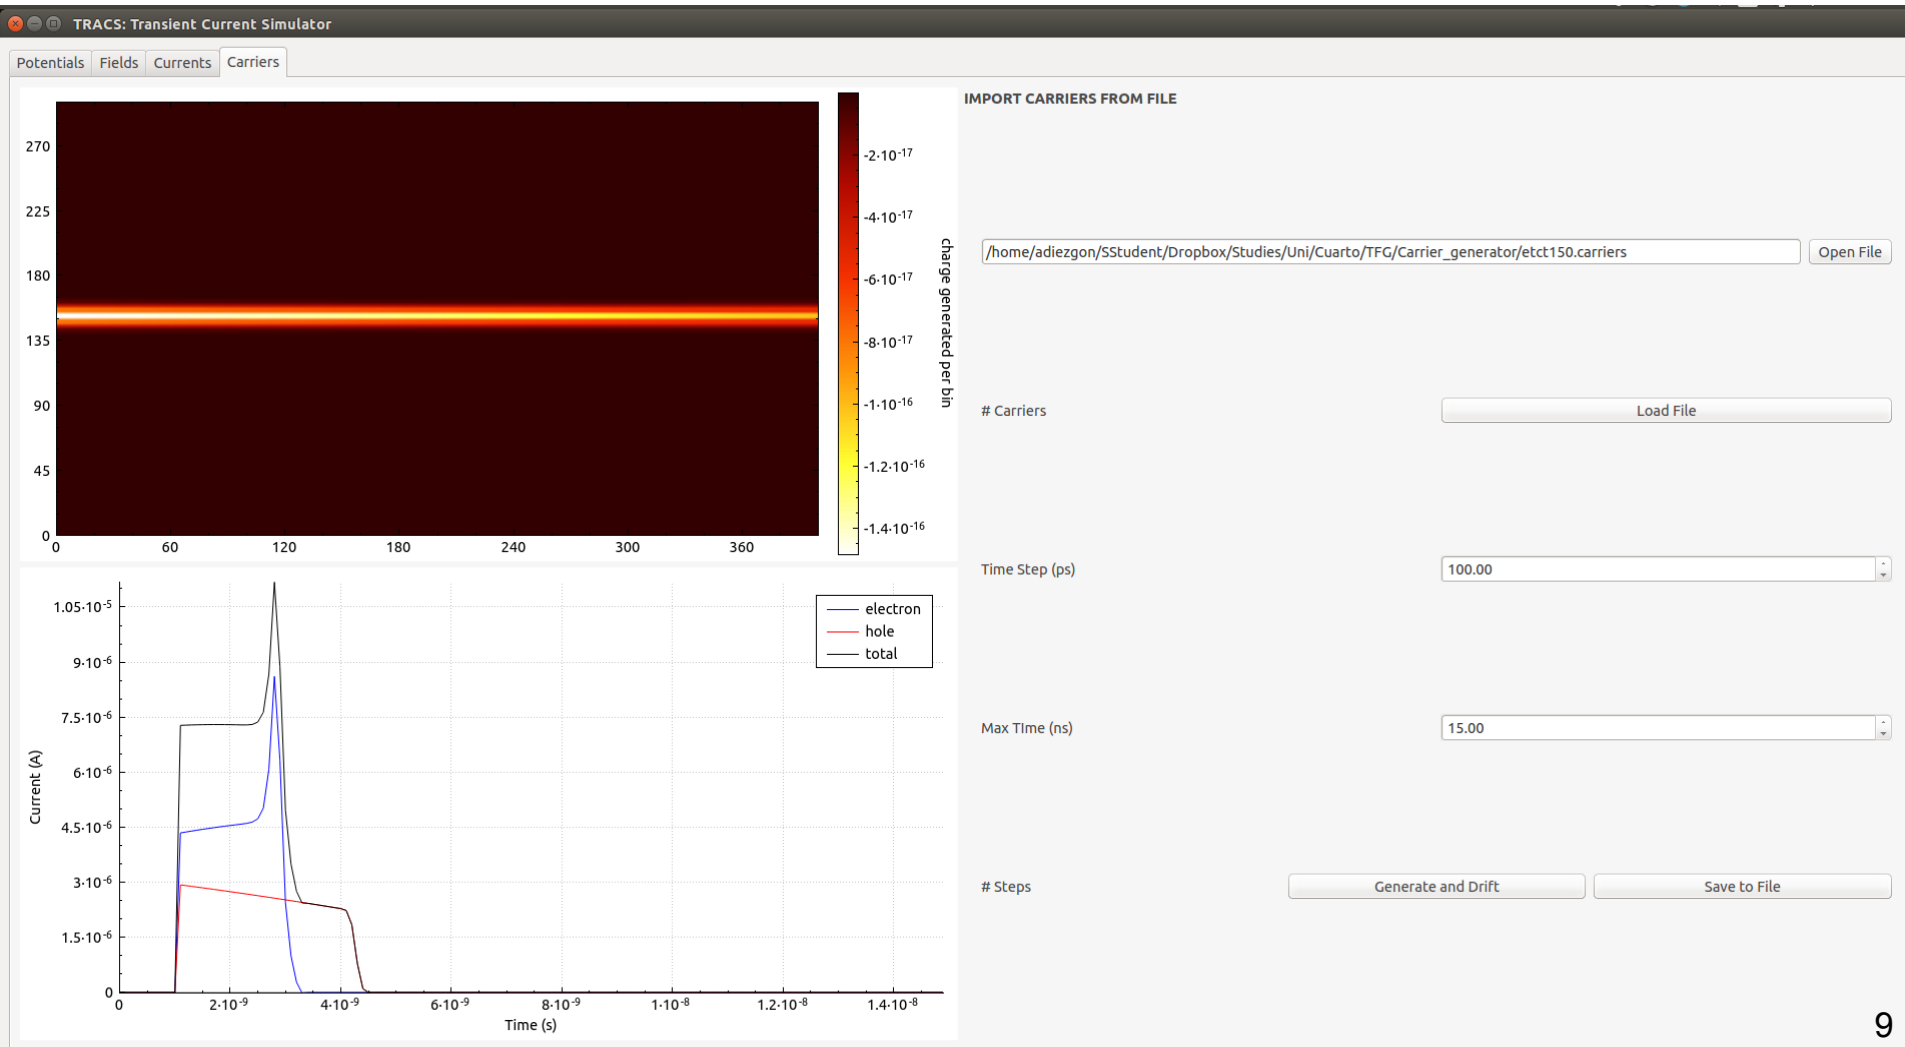 TRACS: Transient Current Simulator
Potentials Fields Currents Carriers
270
225
180
135
90
45
0
0 60 120 180 240 300 360
-2·10⁻¹⁷
-4·10⁻¹⁷
-6·10⁻¹⁷
-8·10⁻¹⁷
-1·10⁻¹⁶
-1.2·10⁻¹⁶
-1.4·10⁻¹⁶
charge generated per bin
1.05·10⁻⁵
9·10⁻⁶
7.5·10⁻⁶
6·10⁻⁶
4.5·10⁻⁶
3·10⁻⁶
1.5·10⁻⁶
0
Current (A)
electron
hole
total
0 2·10⁻⁹ 4·10⁻⁹ 6·10⁻⁹ 8·10⁻⁹ 1·10⁻⁸ 1.2·10⁻⁸ 1.4·10⁻⁸
Time (s)
IMPORT CARRIERS FROM FILE
/home/adiezgon/SStudent/Dropbox/Studies/Uni/Cuarto/TFG/Carrier_generator/etct150.carriers Open File
# Carriers Load File
Time Step (ps) 100.00
Max TIme (ns) 15.00
# Steps Generate and Drift Save to File
9